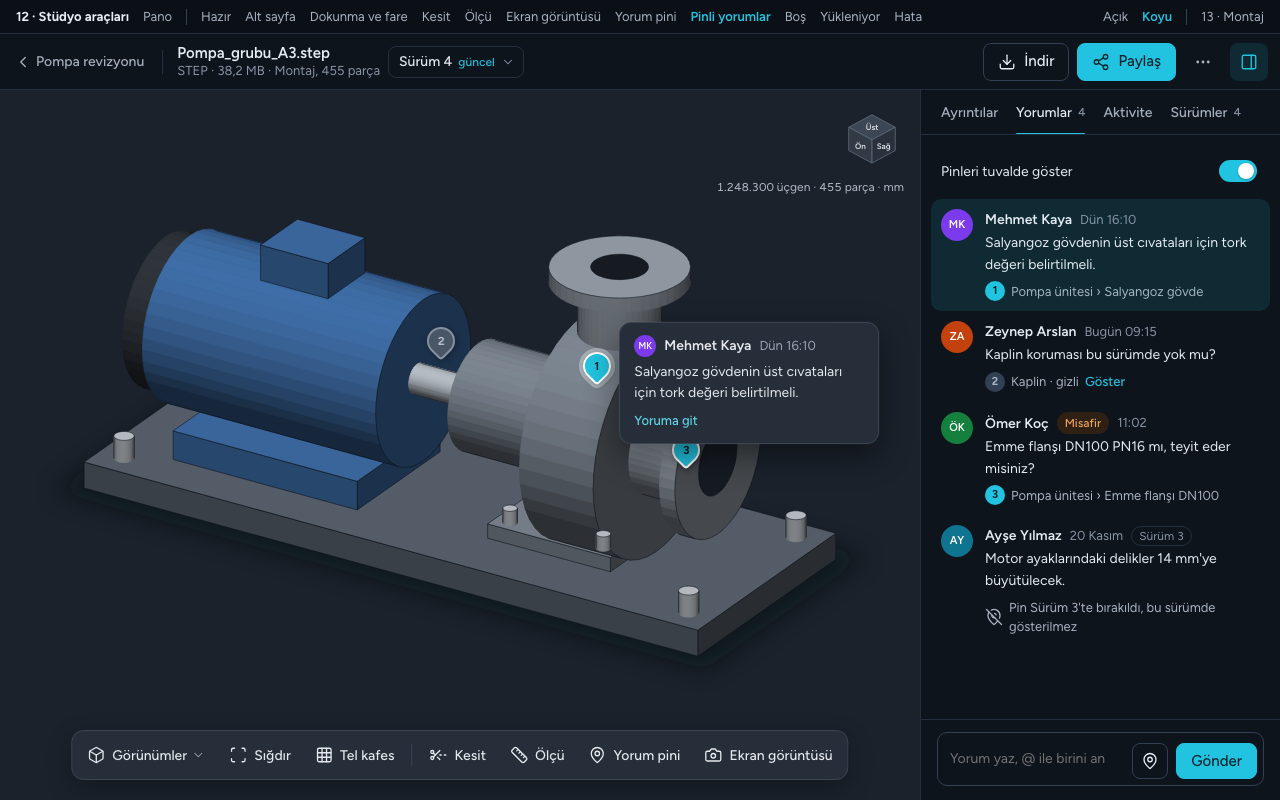 12 · Stüdyo araçları Pano Hazır Alt sayfa Dokunma ve fare Kesit Ölçü Ekran görüntüsü Yorum pini Pinli yorumlar Boş Yükleniyor Hata Açık Koyu 13 · Montaj
Pompa revizyonu
Pompa_grubu_A3.step
STEP · 38,2 MB · Montaj, 455 parça
Sürüm 4 güncel
İndir
Paylaş
Üst
Ön Sağ
1.248.300 üçgen · 455 parça · mm
2
1
MK Mehmet Kaya Dün 16:10
Salyangoz gövdenin üst cıvataları
için tork değeri belirtilmeli.
Yoruma git
3
Görünümler Sığdır Tel kafes Kesit Ölçü Yorum pini Ekran görüntüsü
Ayrıntılar Yorumlar 4 Aktivite Sürümler 4
Pinleri tuvalde göster
MK Mehmet Kaya Dün 16:10
Salyangoz gövdenin üst cıvataları için tork
değeri belirtilmeli.
1 Pompa ünitesi › Salyangoz gövde
ZA Zeynep Arslan Bugün 09:15
Kaplin koruması bu sürümde yok mu?
2 Kaplin · gizli Göster
ÖK Ömer Koç Misafir 11:02
Emme flanşı DN100 PN16 mı, teyit eder
misiniz?
3 Pompa ünitesi › Emme flanşı DN100
AY Ayşe Yılmaz 20 Kasım Sürüm 3
Motor ayaklarındaki delikler 14 mm'ye
büyütülecek.
Pin Sürüm 3'te bırakıldı, bu sürümde
gösterilmez
Yorum yaz, @ ile birini an
Gönder